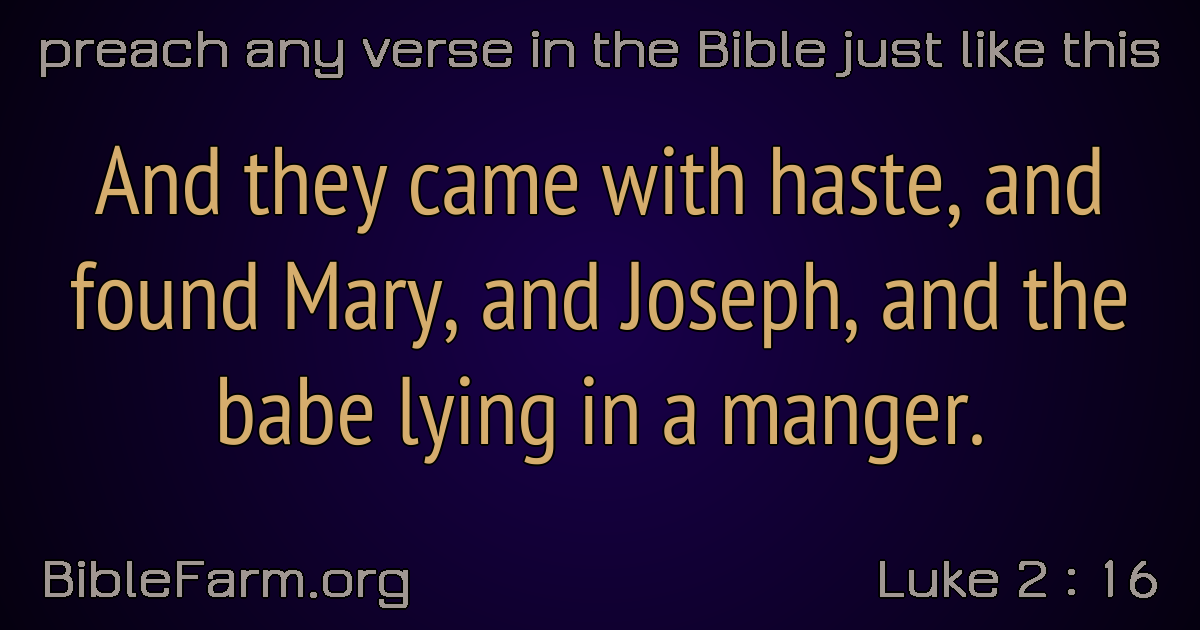 preach any verse in the Bible just like this
And they came with haste, and
found Mary, and Joseph, and the
babe lying in a manger.
BibleFarm.org
Luke 2 : 16